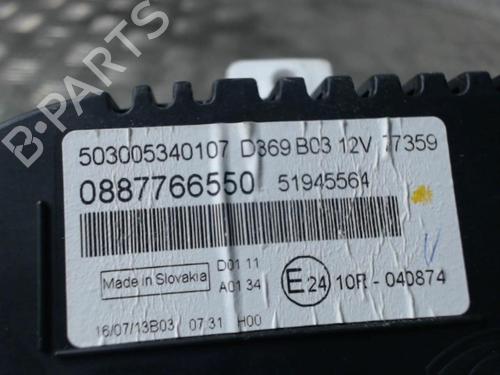 503005340107 D369 B03 12V 77359
0887766550 51945564
Made in Slovakia D01 11
A01 34
E24 10R - 040874
16/07/13B03 07 31 H00
B-PARTS